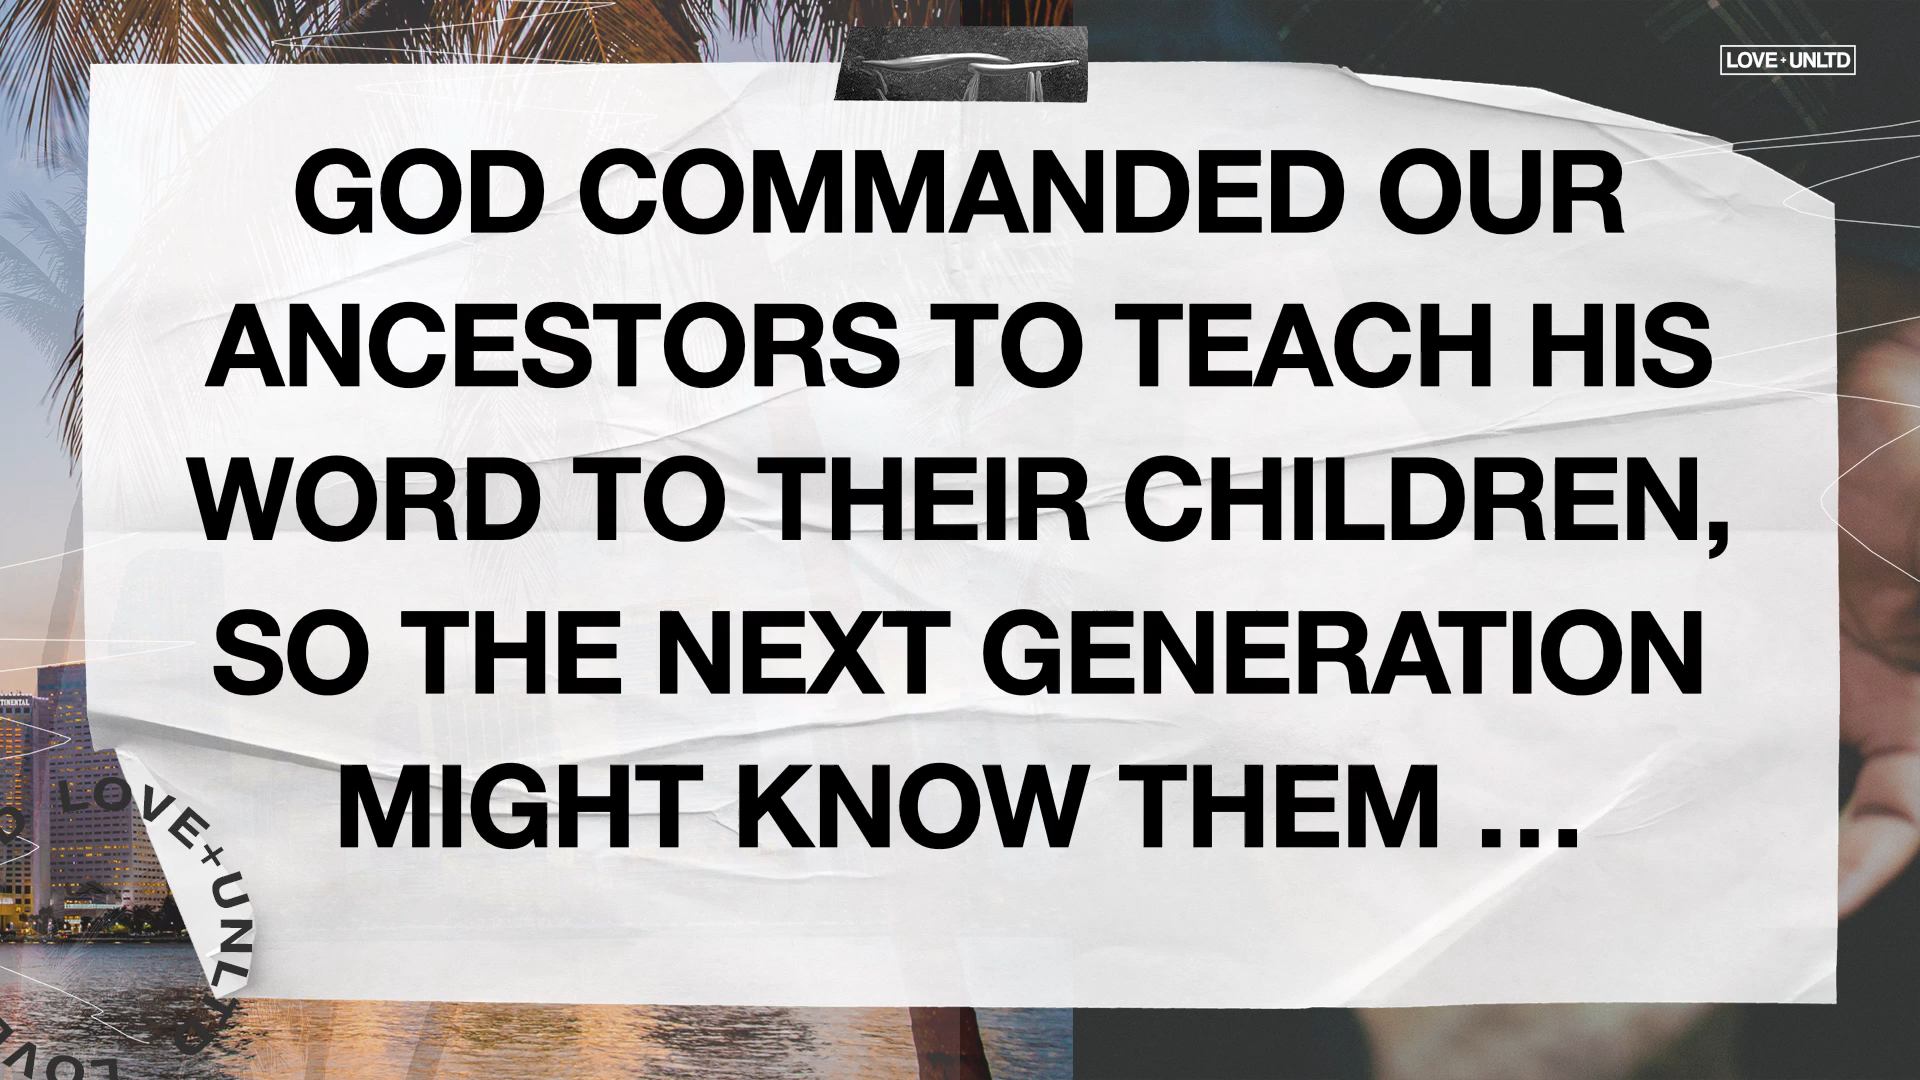 LOVE+UNLTD
GOD COMMANDED OUR
ANCESTORS TO TEACH HIS
WORD TO THEIR CHILDREN,
SO THE NEXT GENERATION
MIGHT KNOW THEM ...
LOVE+UNLTD
LOVE